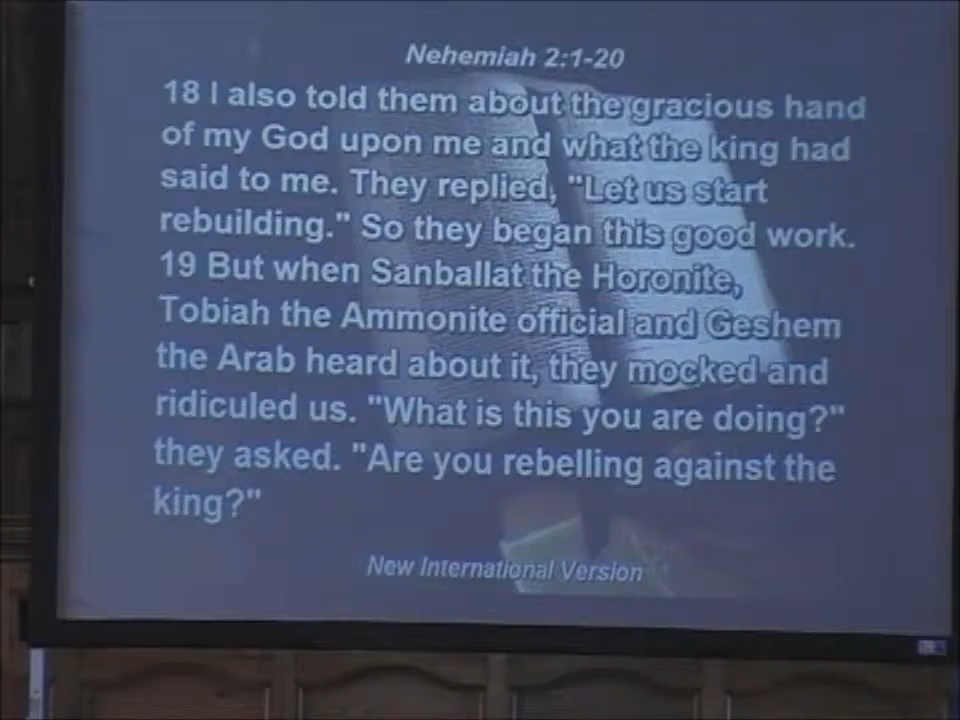 Nehemiah 2:1-20
18 I also told them about the gracious hand
of my God upon me and what the king had
said to me. They replied, "Let us start
rebuilding." So they began this good work.
19 But when Sanballat the Horonite,
Tobiah the Ammonite official and Geshem
the Arab heard about it, they mocked and
ridiculed us. "What is this you are doing?"
they asked. "Are you rebelling against the
king?"
New International Version